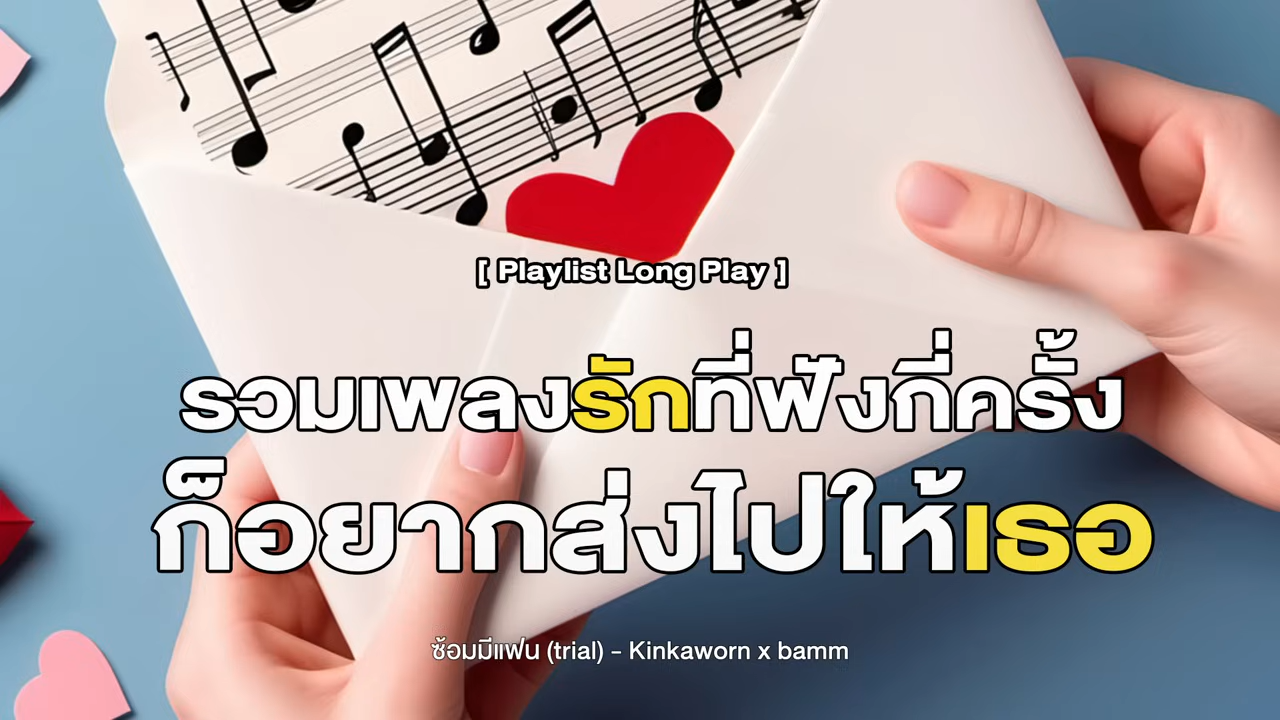 [ Playlist Long Play ]
รวมเพลงรักที่ฟังกี่ครั้ง
ก็อยากส่งไปให้เธอ
ซ้อมมีแฟน (trial) - Kinkaworn x bamm